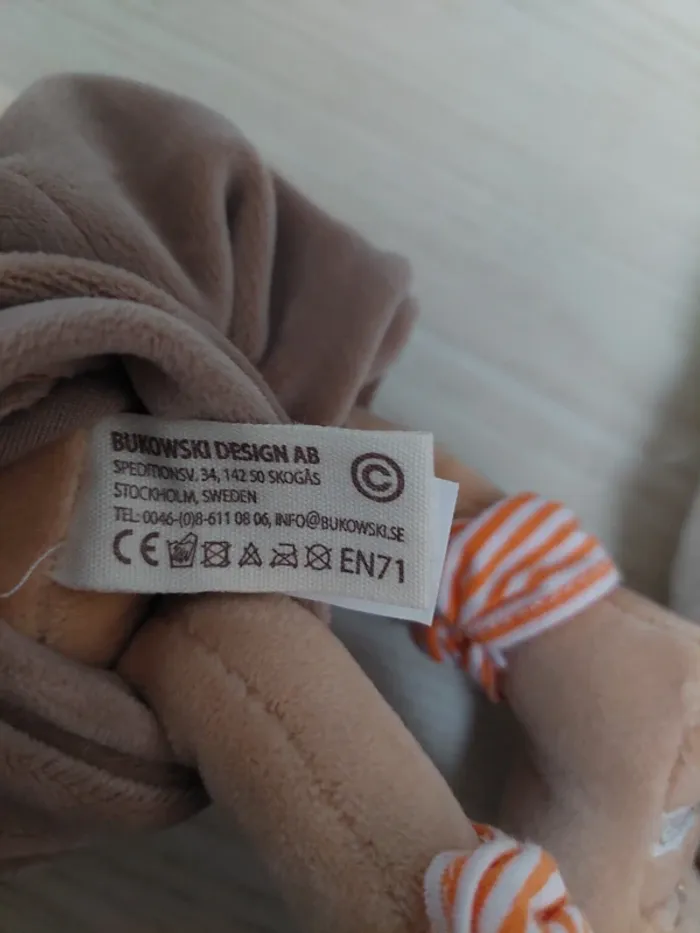 BUKOWSKI DESIGN AB
SPEDITIONSV. 34, 142 50 SKOGÅS
STOCKHOLM, SWEDEN
TEL: 0046-(0)8-611 08 06, INFO@BUKOWSKI.SE
©
CE EN71